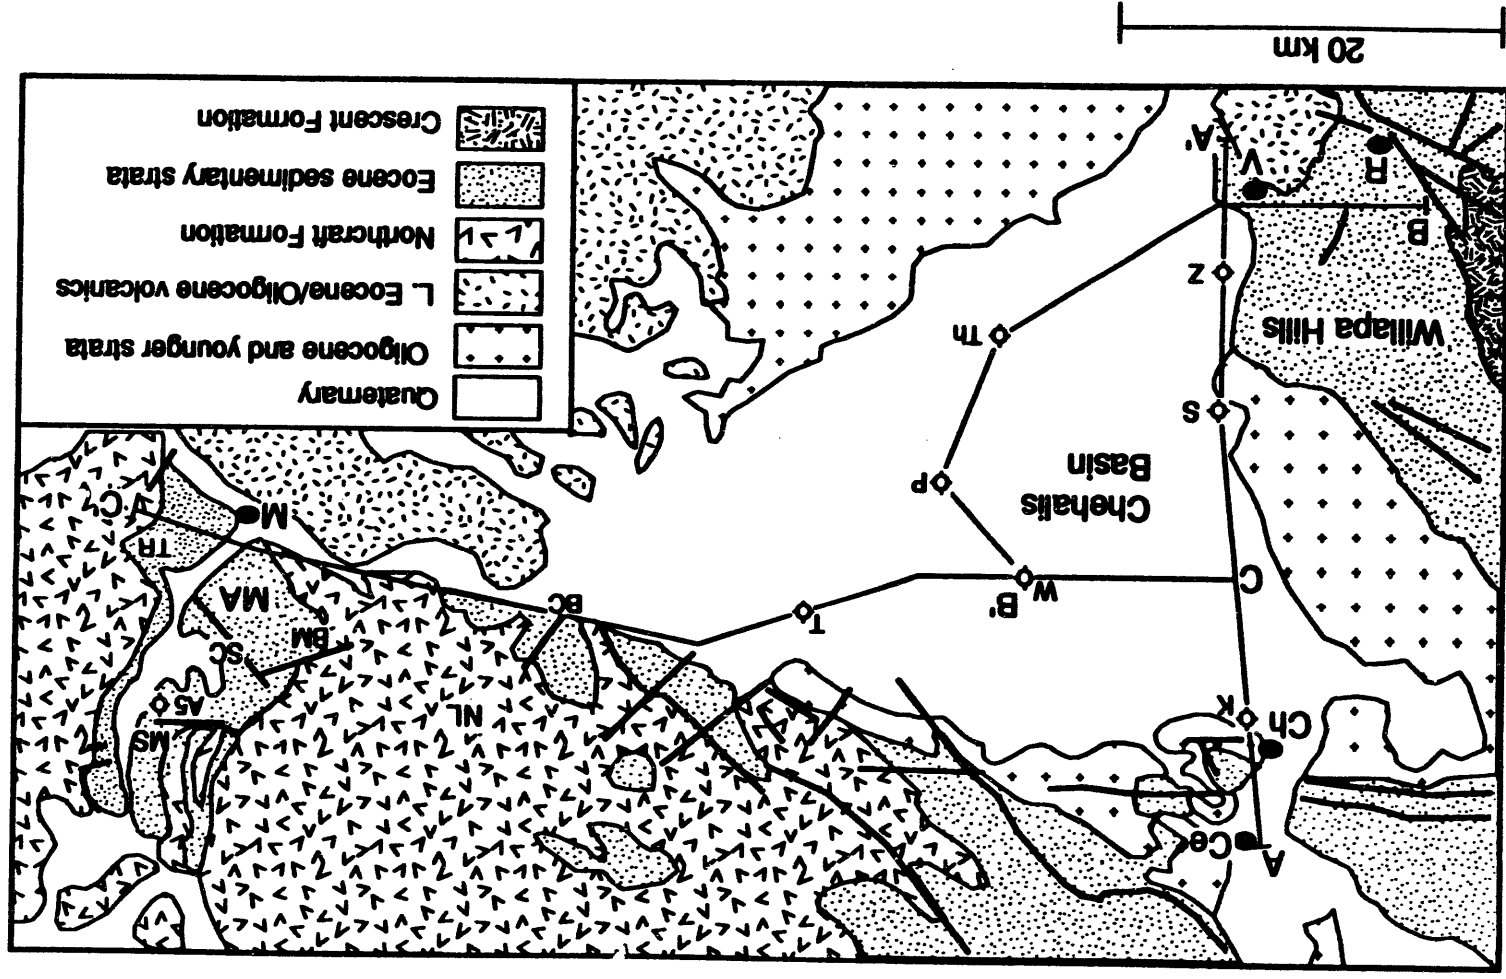 A
Ce
MS
Ch
K
NL
A5
SC
BM
T
B'
W
BC
MA
C
TR
C'
M
Chehalis
Basin
P
S
Quaternary
Oligocene and younger strata
L. Eocene/Oligocene volcanics
Northcraft Formation
Eocene sedimentary strata
Crescent Formation
Willapa Hills
Th
Z
B
R
V
A'
20 km